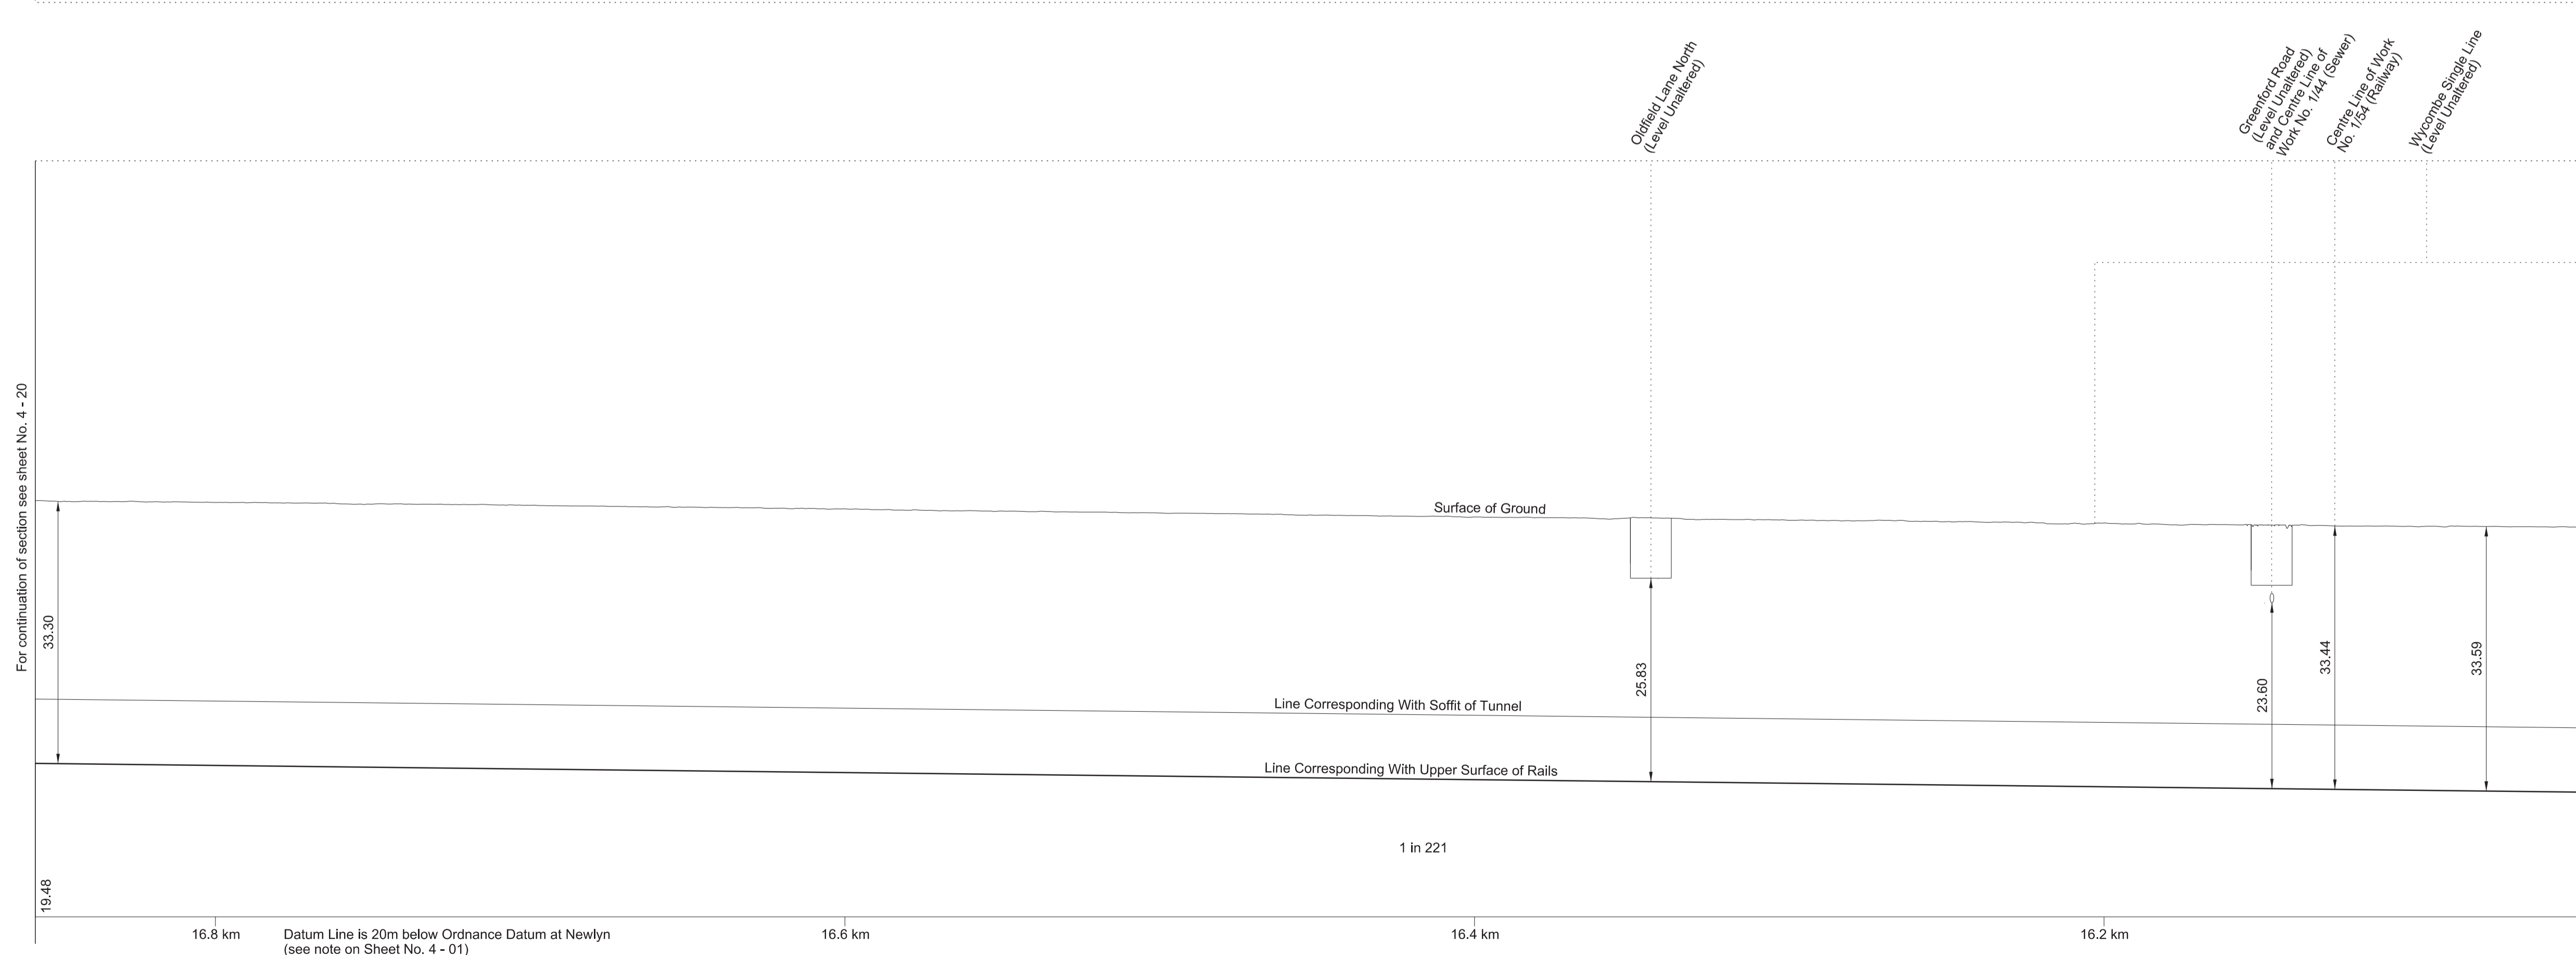 Oldfield Lane North
(Level Unaltered)
Greenford Road
(Level Unaltered)
and Centre Line of
Work No. 1/44 (Sewer)
Centre Line of Work
No. 1/54 (Railway)
Wycombe Single Line
(Level Unaltered)
For continuation of section see sheet No. 4 - 20
Surface of Ground
33.30
25.83
23.60
33.44
33.59
Line Corresponding With Soffit of Tunnel
Line Corresponding With Upper Surface of Rails
1 in 221
19.48
16.8 km
Datum Line is 20m below Ordnance Datum at Newlyn
(see note on Sheet No. 4 - 01)
16.6 km
16.4 km
16.2 km